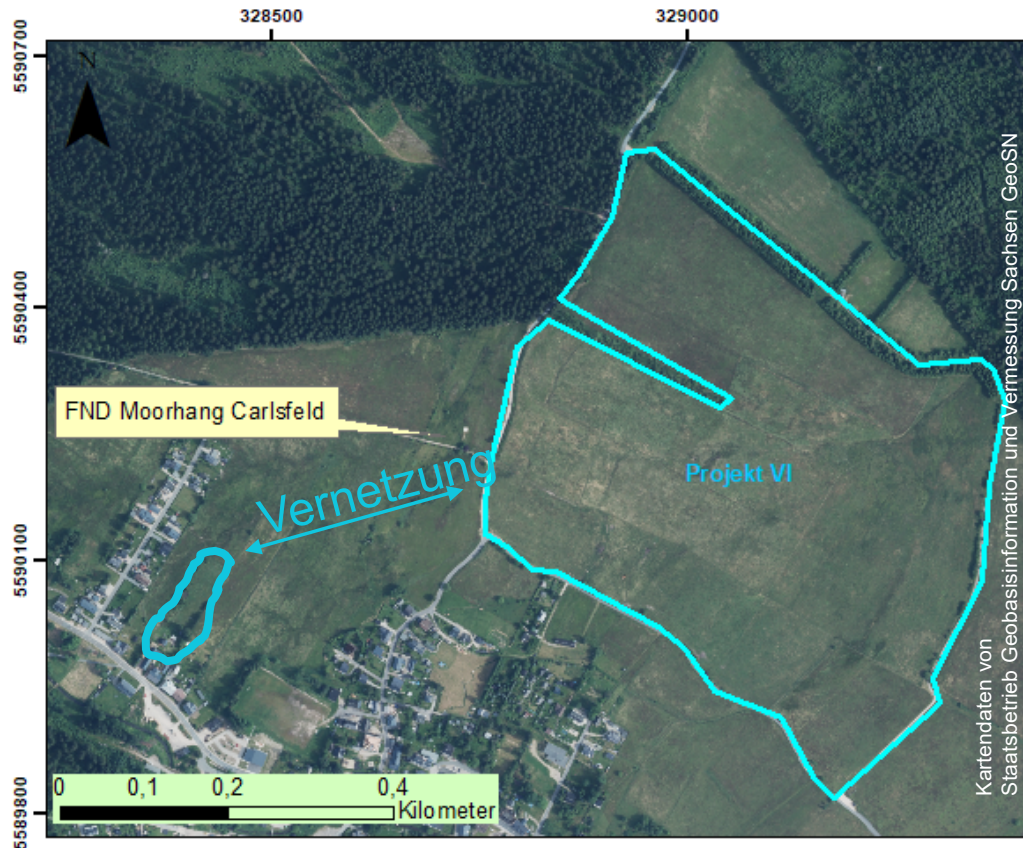 328500
329000
5590700
5590400
5590100
5589800
N
FND Moorhang Carlsfeld
Vernetzung
Projekt VI
0 0,1 0,2 0,4
Kilometer
Kartendaten von
Staatsbetrieb Geobasisinformation und Vermessung Sachsen GeoSN